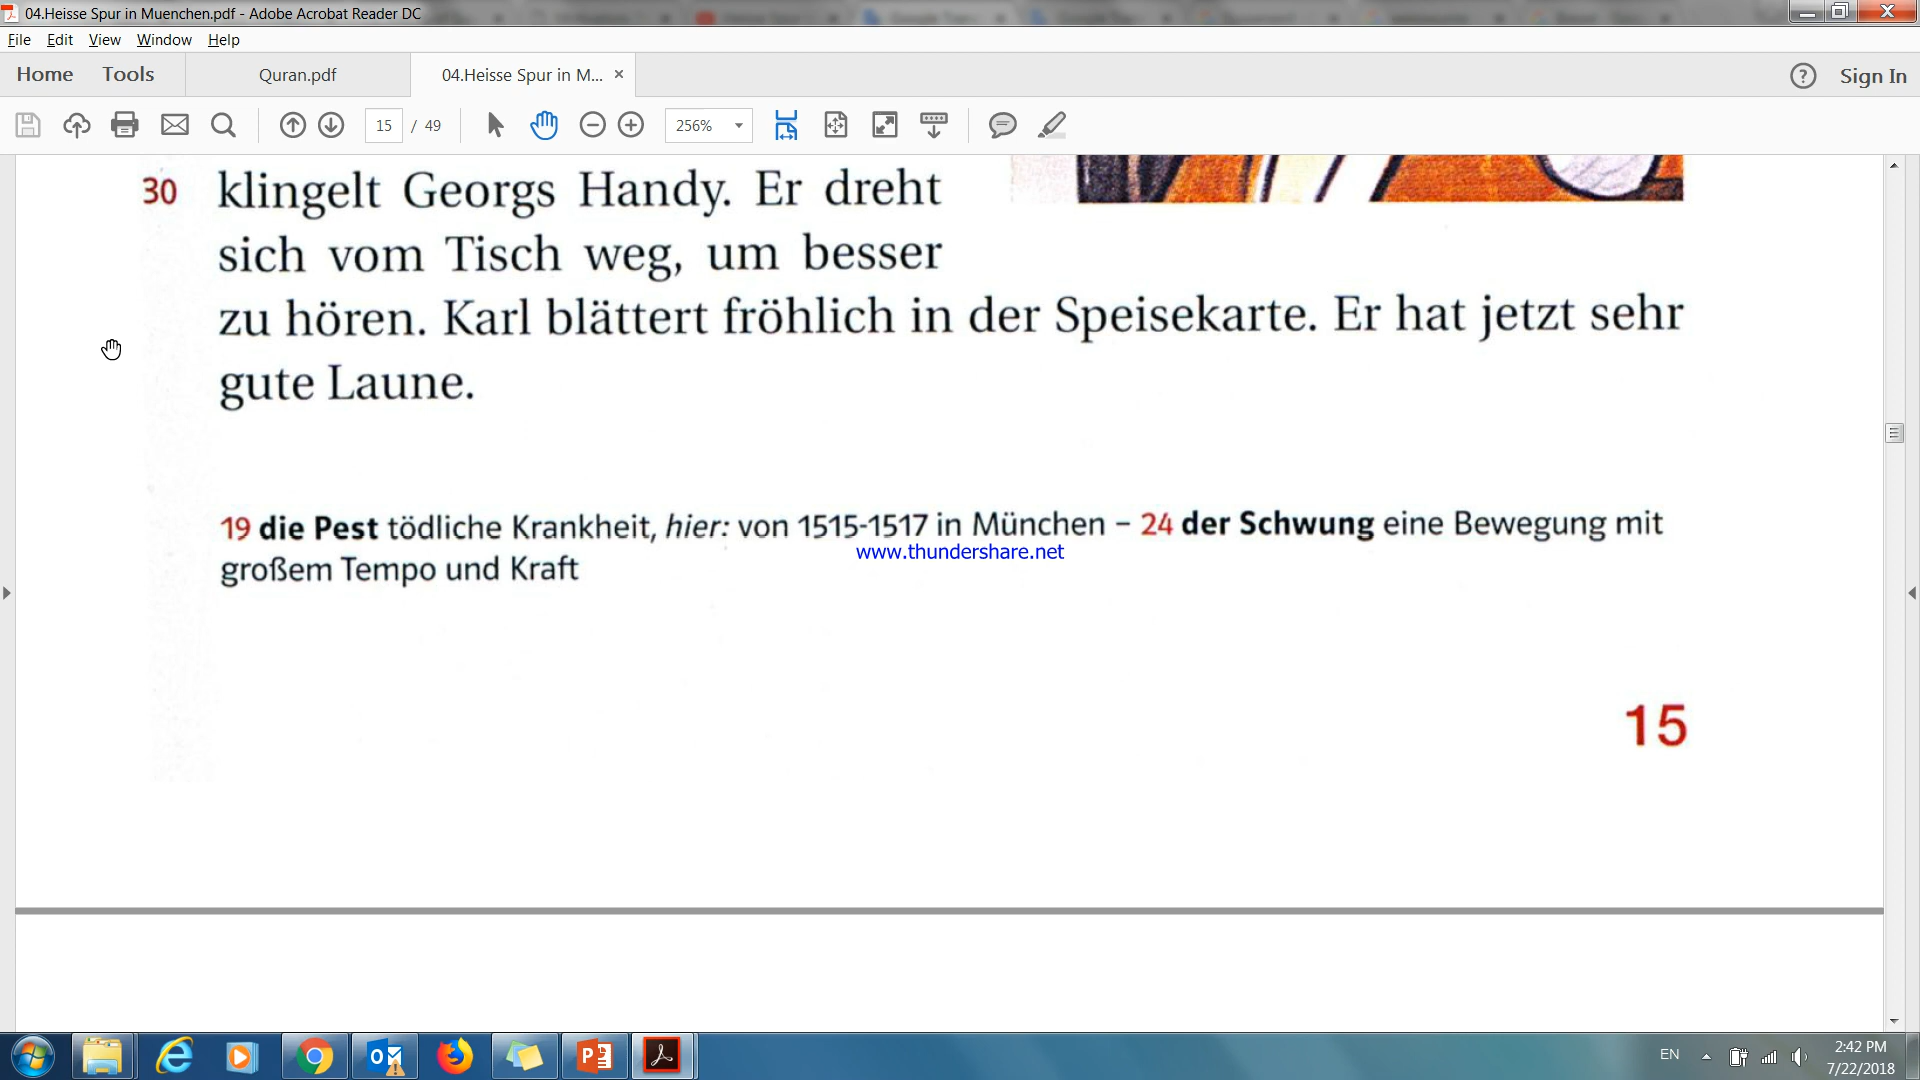 04.Heisse Spur in Muenchen.pdf - Adobe Acrobat Reader DC
File Edit View Window Help
Home Tools Quran.pdf 04.Heisse Spur in M... × ? Sign In
15 / 49 256%
30 klingelt Georgs Handy. Er dreht
sich vom Tisch weg, um besser
zu hören. Karl blättert fröhlich in der Speisekarte. Er hat jetzt sehr
gute Laune.
19 die Pest tödliche Krankheit, hier: von 1515-1517 in München – 24 der Schwung eine Bewegung mit
www.thundershare.net
großem Tempo und Kraft
15
EN 2:42 PM
7/22/2018